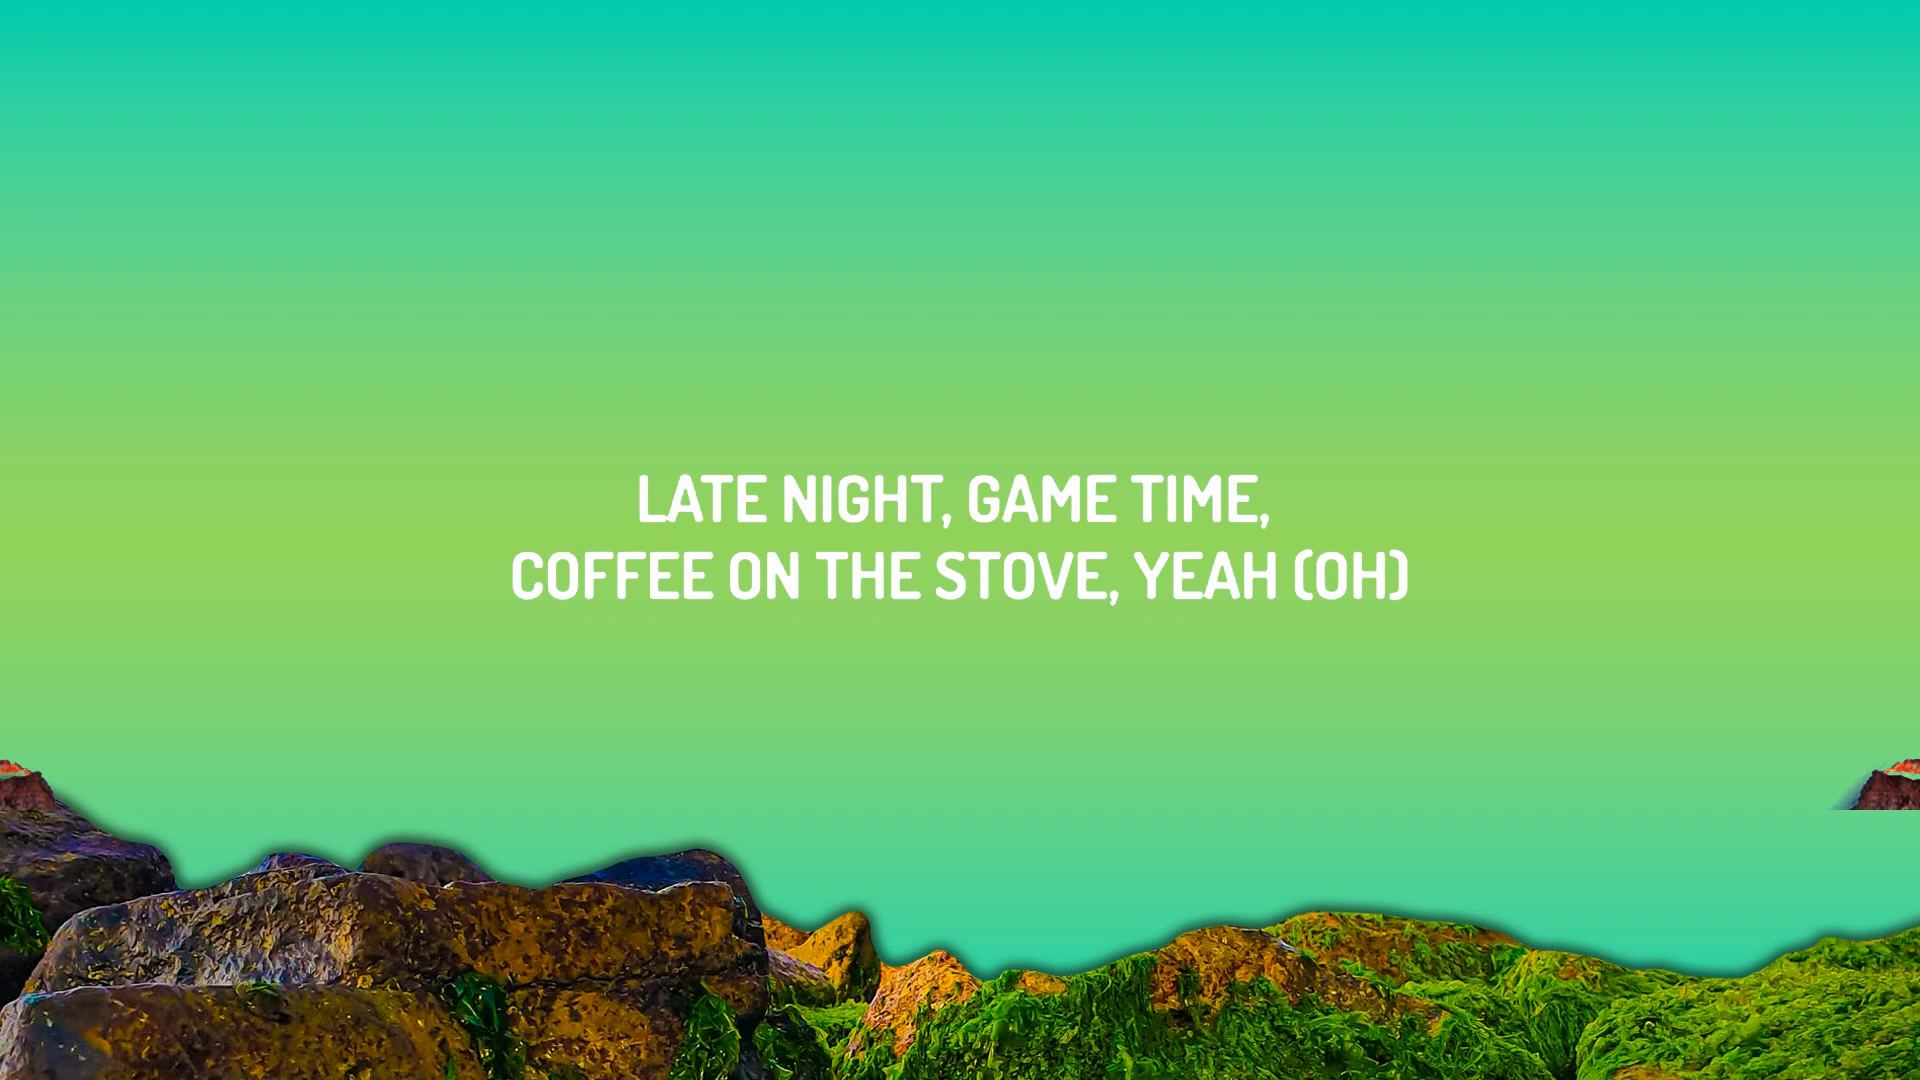 LATE NIGHT, GAME TIME,
COFFEE ON THE STOVE, YEAH (OH)